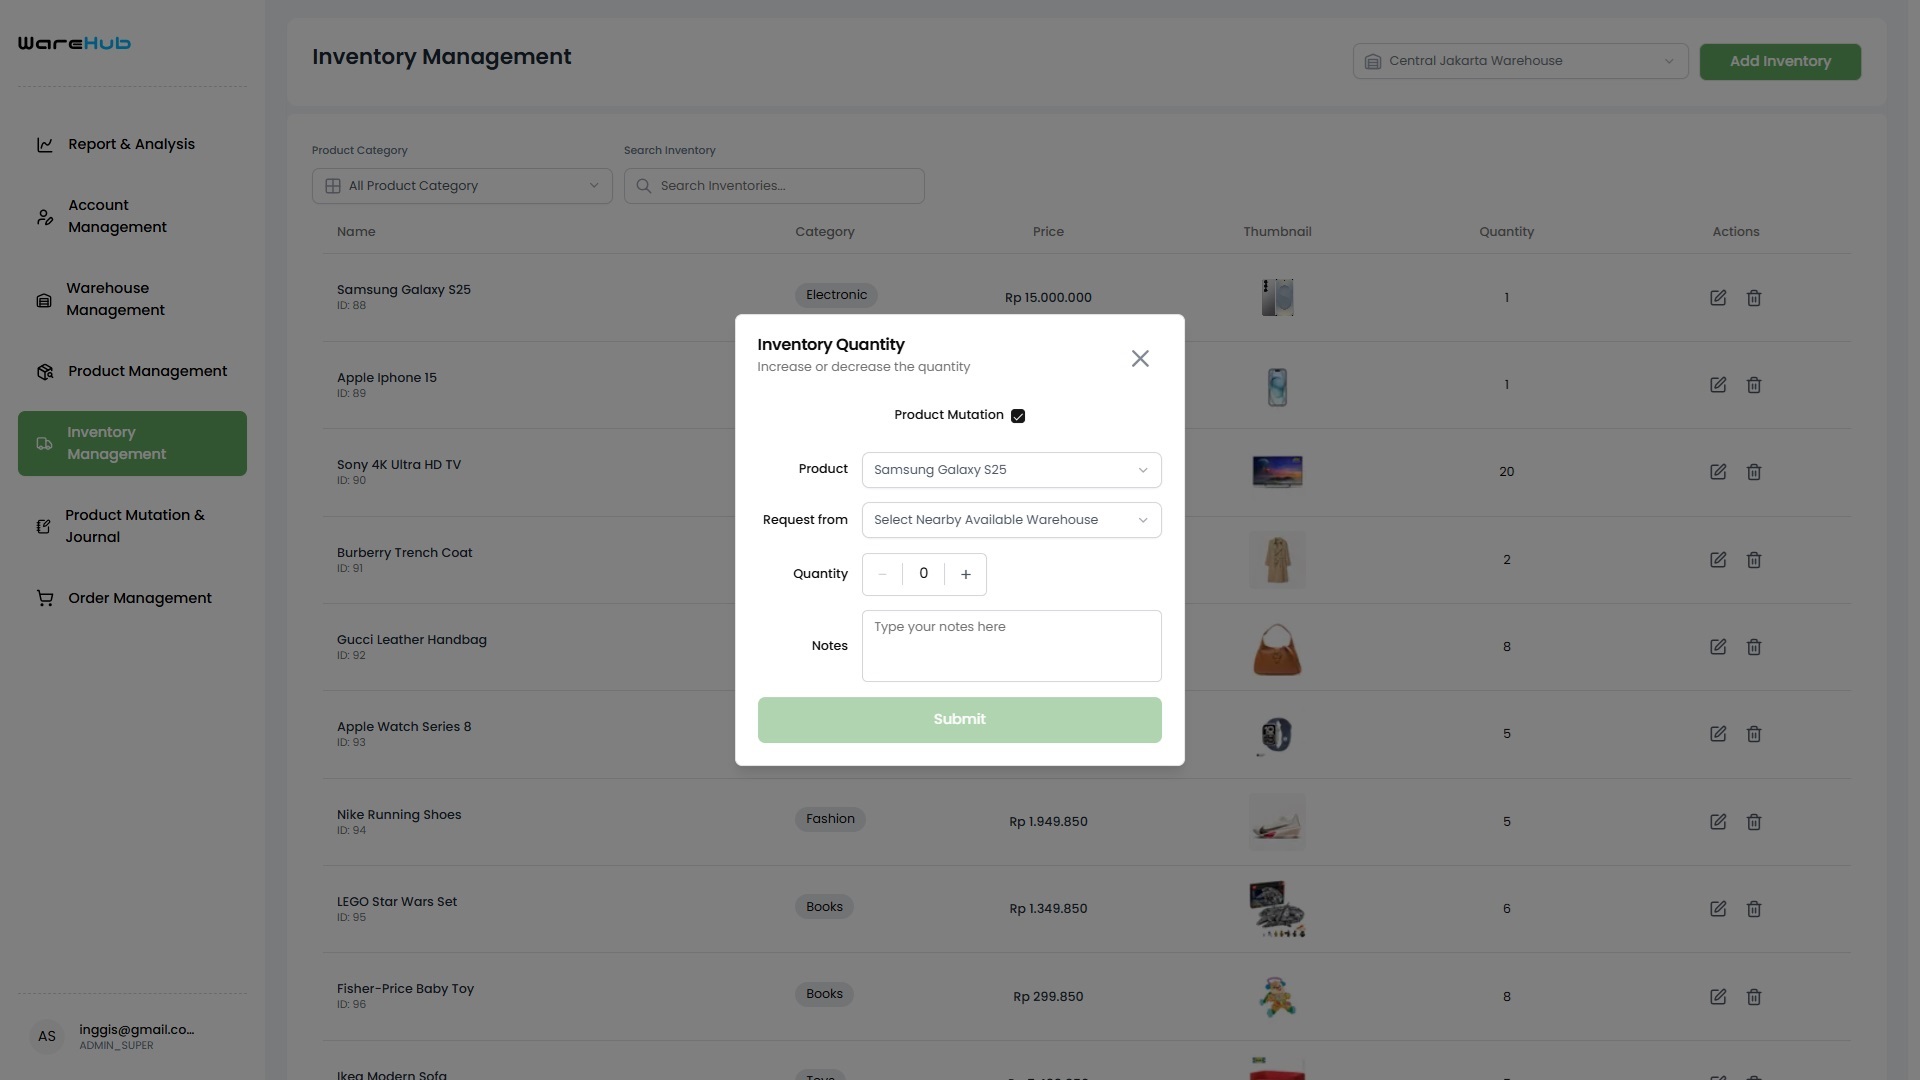 WareHub
Report & Analysis
Account
Management
Warehouse
Management
Product Management
Inventory
Management
Product Mutation &
Journal
Order Management
AS
inggis@gmail.co...
ADMIN_SUPER
Inventory Management
Central Jakarta Warehouse
Add Inventory
Product Category
Search Inventory
All Product Category
Search Inventories...
Name Category Price Thumbnail Quantity Actions
Samsung Galaxy S25
ID: 88
Electronic
Rp 15.000.000
1
Apple Iphone 15
ID: 89
1
Sony 4K Ultra HD TV
ID: 90
20
Burberry Trench Coat
ID: 91
2
Gucci Leather Handbag
ID: 92
8
Apple Watch Series 8
ID: 93
5
Nike Running Shoes
ID: 94
Fashion
Rp 1.949.850
5
LEGO Star Wars Set
ID: 95
Books
Rp 1.349.850
6
Fisher-Price Baby Toy
ID: 96
Books
Rp 299.850
8
Ikea Modern Sofa
Toys
Inventory Quantity
Increase or decrease the quantity
Product Mutation
Product
Samsung Galaxy S25
Request from
Select Nearby Available Warehouse
Quantity
− 0 +
Notes
Type your notes here
Submit